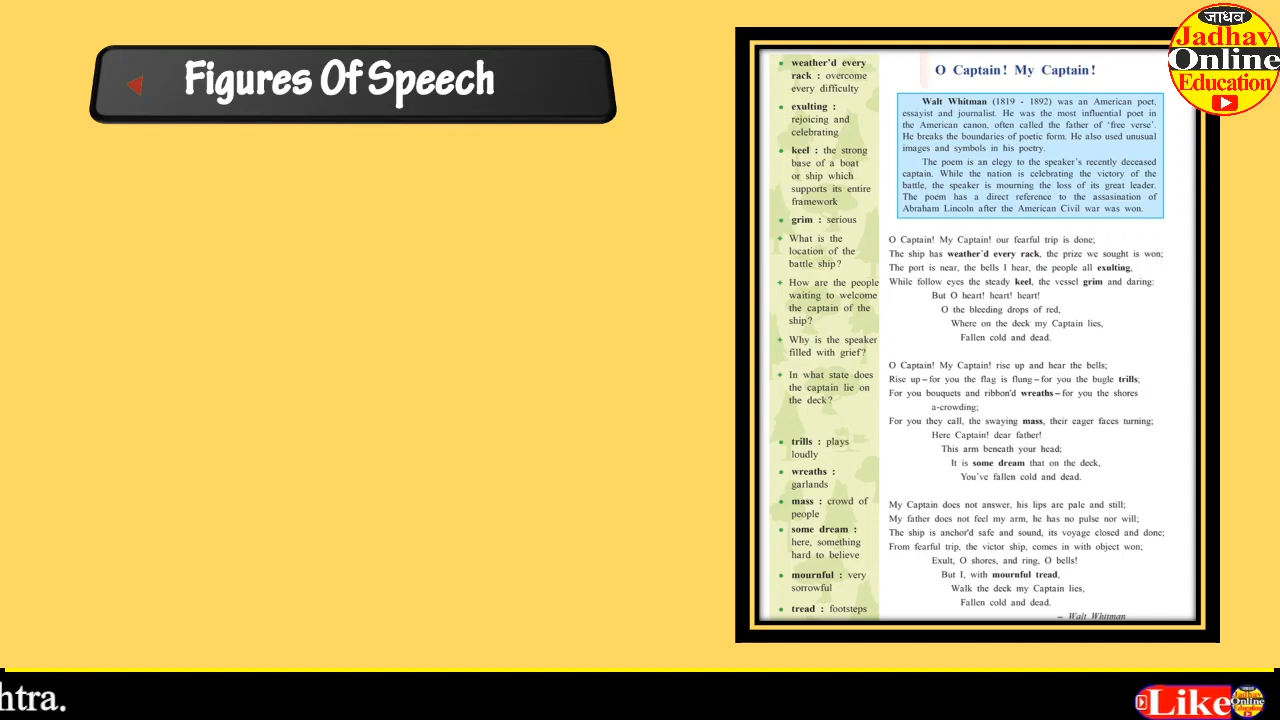 Figures Of Speech
जाधव
Jadhav
Online
Education
weather'd every
rack : overcome
every difficulty
exulting :
rejoicing and
celebrating
keel : the strong
base of a boat
or ship which
supports its entire
framework
grim : serious
What is the
location of the
battle ship?
How are the people
waiting to welcome
the captain of the
ship?
Why is the speaker
filled with grief?
In what state does
the captain lie on
the deck?
trills : plays
loudly
wreaths :
garlands
mass : crowd of
people
some dream :
here, something
hard to believe
mournful : very
sorrowful
tread : footsteps
O Captain! My Captain!
Walt Whitman (1819 - 1892) was an American poet,
essayist and journalist. He was the most influential poet in
the American canon, often called the father of 'free verse'.
He breaks the boundaries of poetic form. He also used unusual
images and symbols in his poetry.
The poem is an elegy to the speaker's recently deceased
captain. While the nation is celebrating the victory of the
battle, the speaker is mourning the loss of its great leader.
The poem has a direct reference to the assasination of
Abraham Lincoln after the American Civil war was won.
O Captain! My Captain! our fearful trip is done;
The ship has weather'd every rack, the prize we sought is won;
The port is near, the bells I hear, the people all exulting,
While follow eyes the steady keel, the vessel grim and daring:
But O heart! heart! heart!
O the bleeding drops of red,
Where on the deck my Captain lies,
Fallen cold and dead.
O Captain! My Captain! rise up and hear the bells;
Rise up–for you the flag is flung–for you the bugle trills;
For you bouquets and ribbon'd wreaths–for you the shores
a-crowding;
For you they call, the swaying mass, their eager faces turning;
Here Captain! dear father!
This arm beneath your head;
It is some dream that on the deck,
You've fallen cold and dead.
My Captain does not answer, his lips are pale and still;
My father does not feel my arm, he has no pulse nor will;
The ship is anchor'd safe and sound, its voyage closed and done;
From fearful trip, the victor ship, comes in with object won;
Exult, O shores, and ring, O bells!
But I, with mournful tread,
Walk the deck my Captain lies,
Fallen cold and dead.
– Walt Whitman
htra.
Like